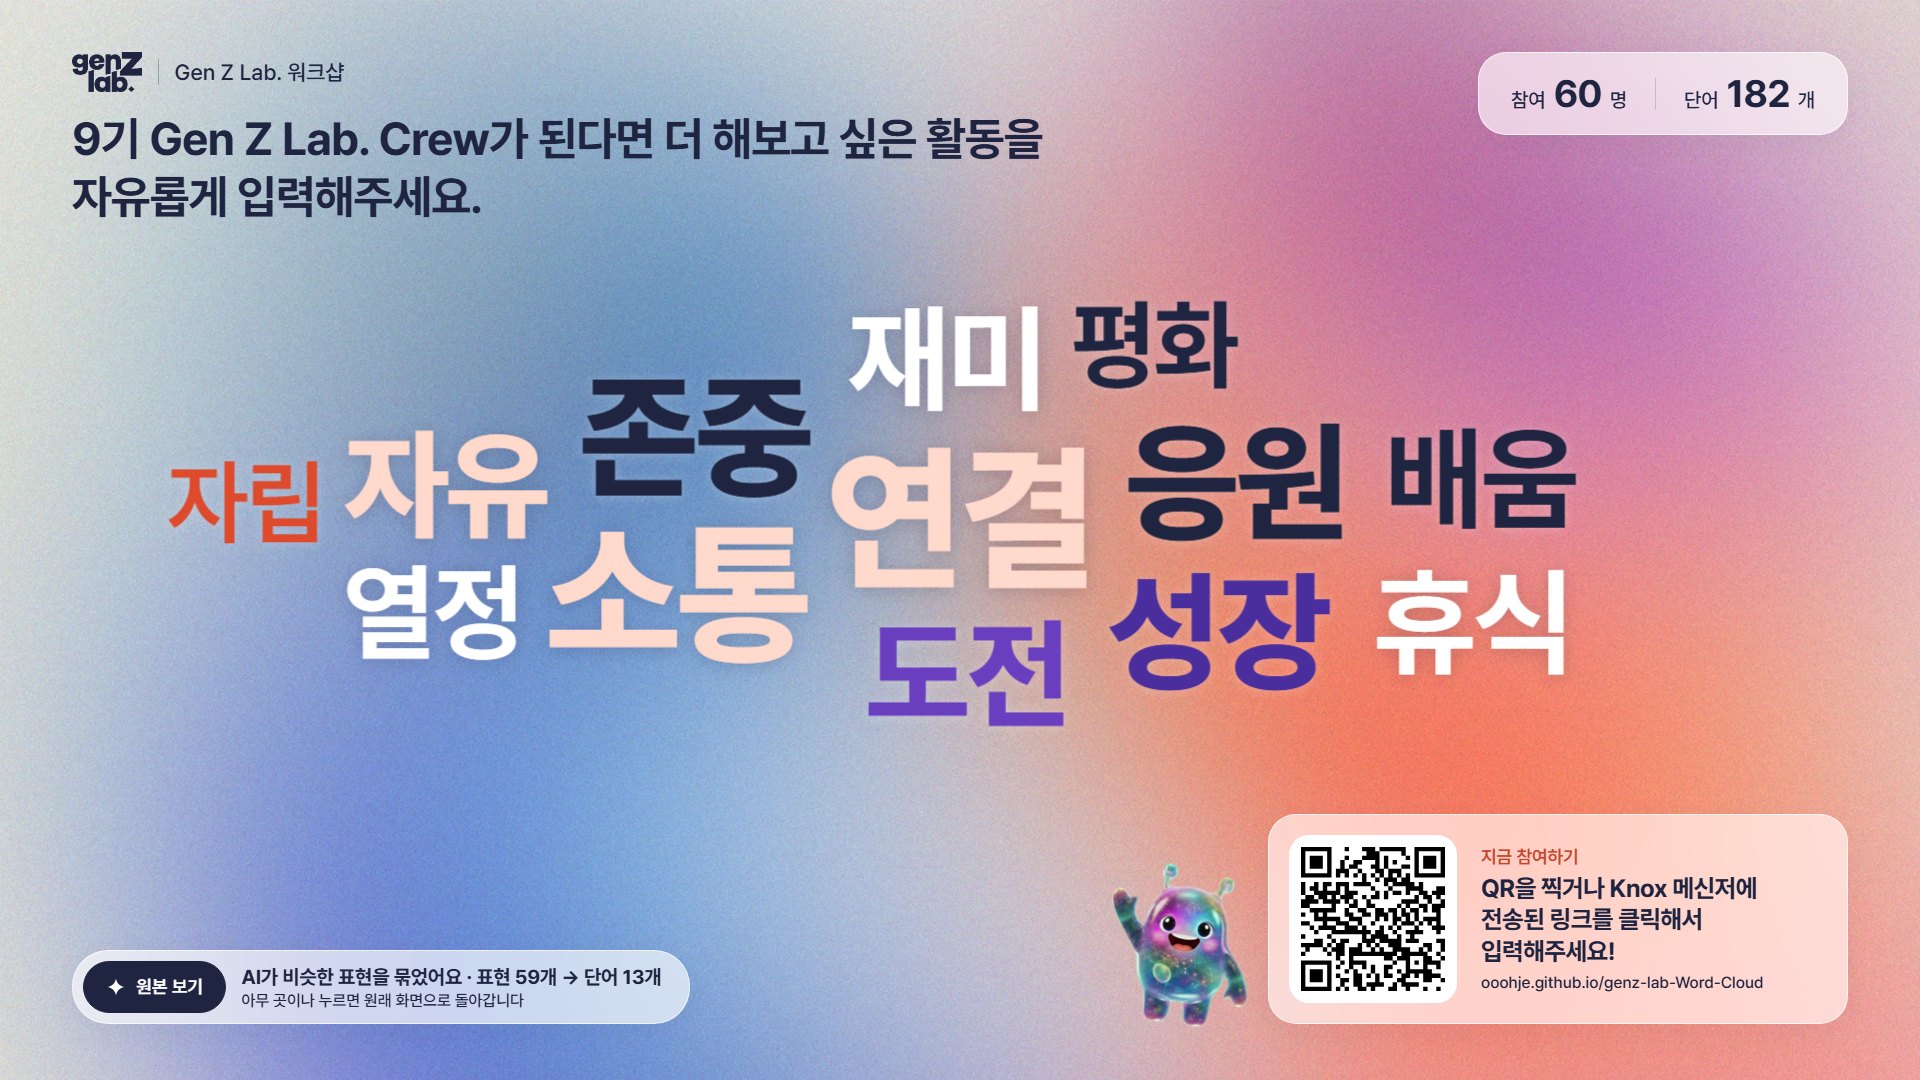 genZ
lab.
Gen Z Lab. 워크샵
참여 60 명
단어 182 개
9기 Gen Z Lab. Crew가 된다면 더 해보고 싶은 활동을
자유롭게 입력해주세요.
재미 평화
존중
자립 자유
연결 응원 배움
열정 소통
도전 성장 휴식
지금 참여하기
QR을 찍거나 Knox 메신저에
전송된 링크를 클릭해서
입력해주세요!
ooohje.github.io/genz-lab-Word-Cloud
원본 보기
AI가 비슷한 표현을 묶었어요 · 표현 59개 → 단어 13개
아무 곳이나 누르면 원래 화면으로 돌아갑니다